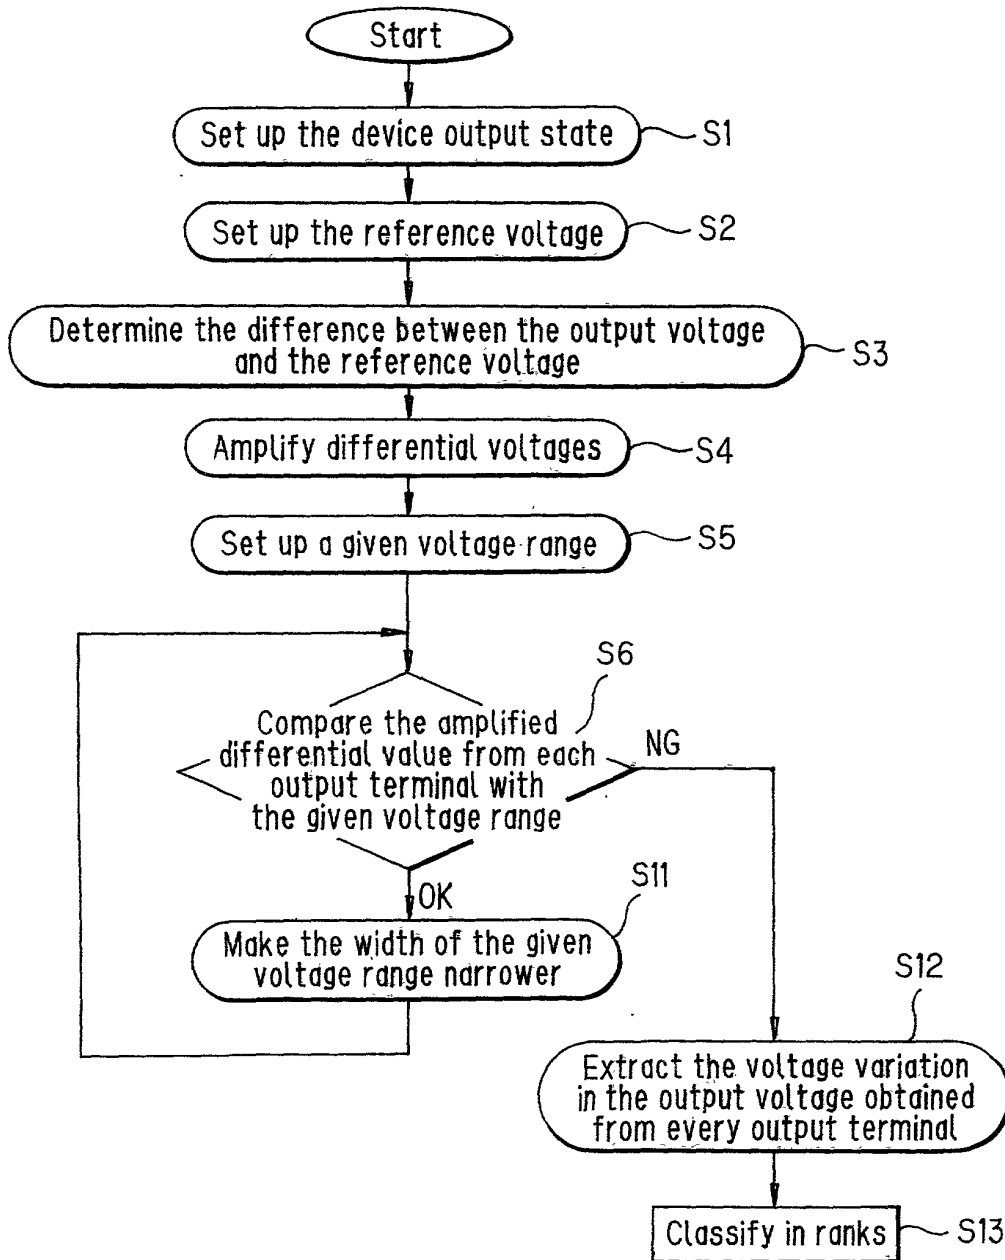 Start
Set up the device output state
S1
Set up the reference voltage
S2
Determine the difference between the output voltage
and the reference voltage
S3
Amplify differential voltages
S4
Set up a given voltage range
S5
S6
Compare the amplified
differential value from each
output terminal with
the given voltage range
NG
OK
S11
Make the width of the given
voltage range narrower
S12
Extract the voltage variation
in the output voltage obtained
from every output terminal
Classify in ranks
S13